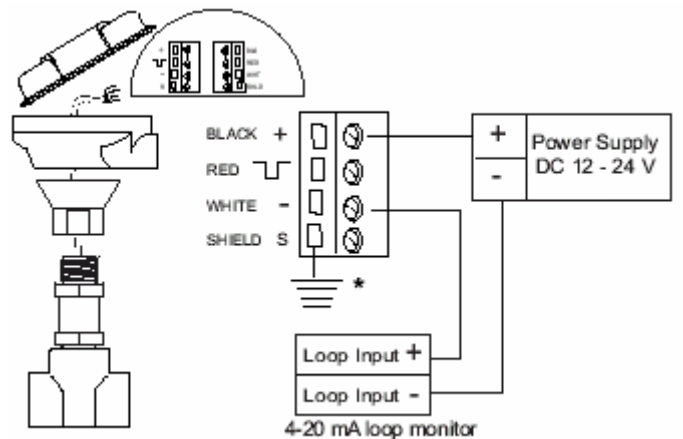 BLACK +
RED
WHITE -
SHIELD S
*
+ Power Supply
- DC 12 - 24 V
Loop Input +
Loop Input -
4-20 mA loop monitor